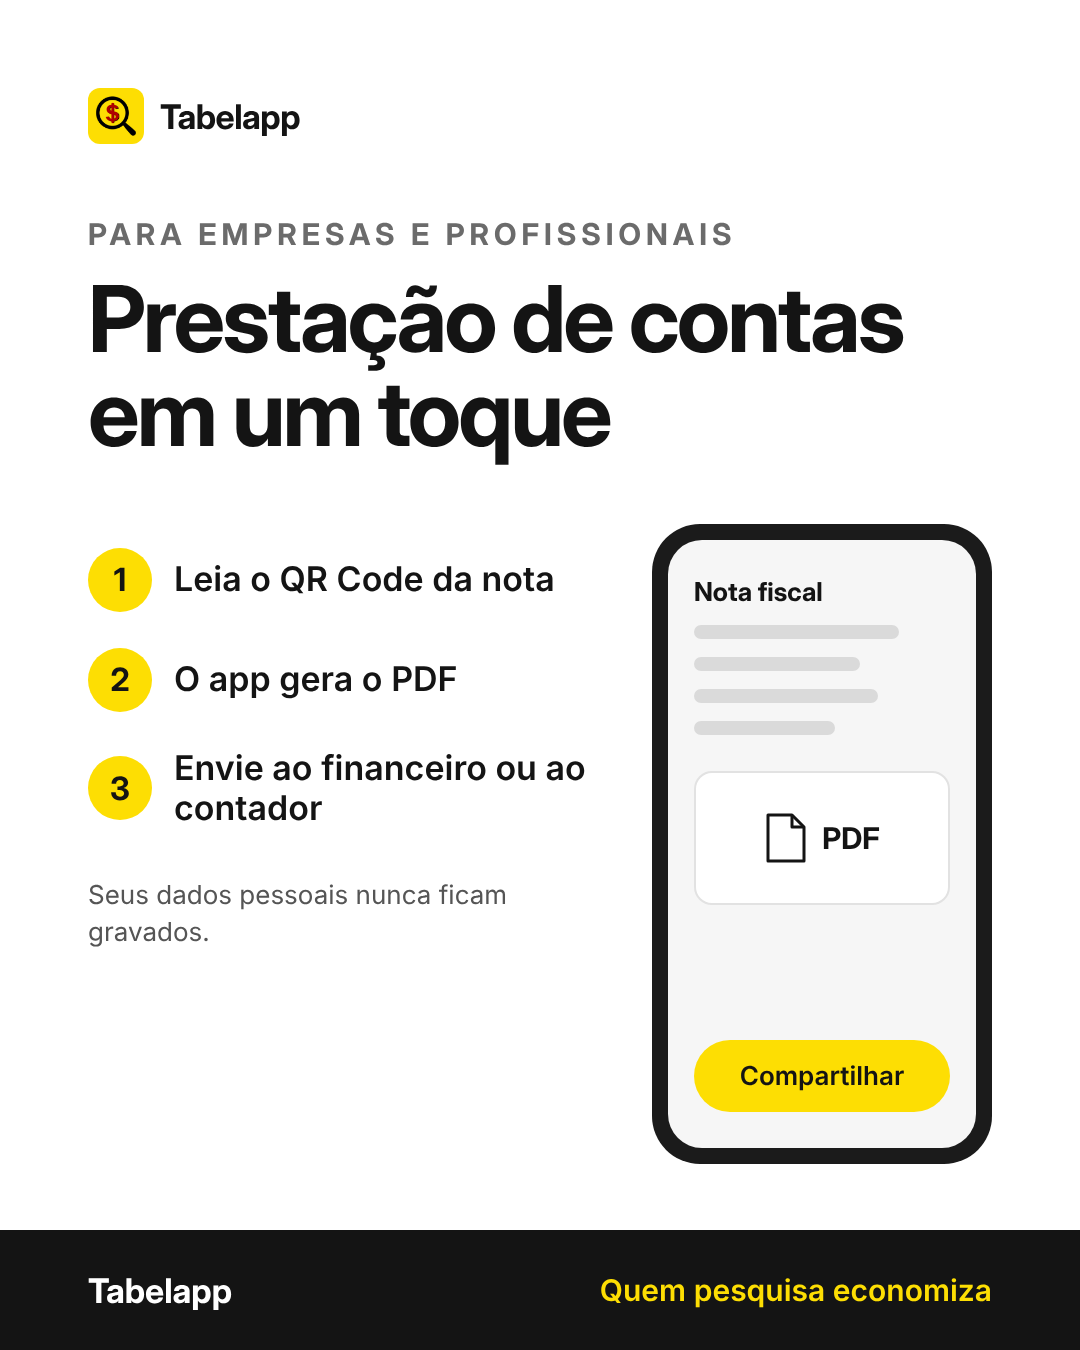 $
Tabelapp
PARA EMPRESAS E PROFISSIONAIS
Prestação de contas
em um toque
1 Leia o QR Code da nota
2 O app gera o PDF
3 Envie ao financeiro ou ao
contador
Seus dados pessoais nunca ficam
gravados.
Nota fiscal
PDF
Compartilhar
Tabelapp
Quem pesquisa economiza